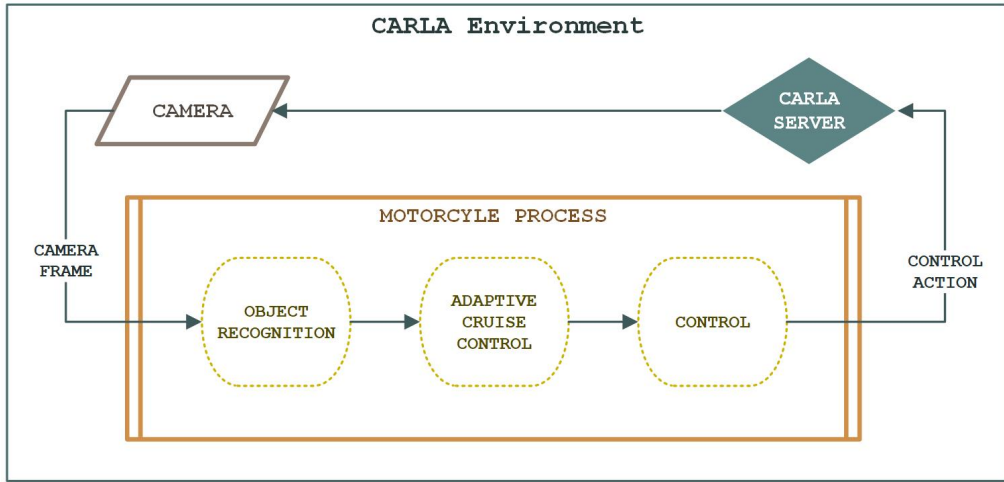 CARLA Environment
CAMERA
CARLA
SERVER
MOTORCYLE PROCESS
CAMERA
FRAME
OBJECT
RECOGNITION
ADAPTIVE
CRUISE
CONTROL
CONTROL
CONTROL
ACTION